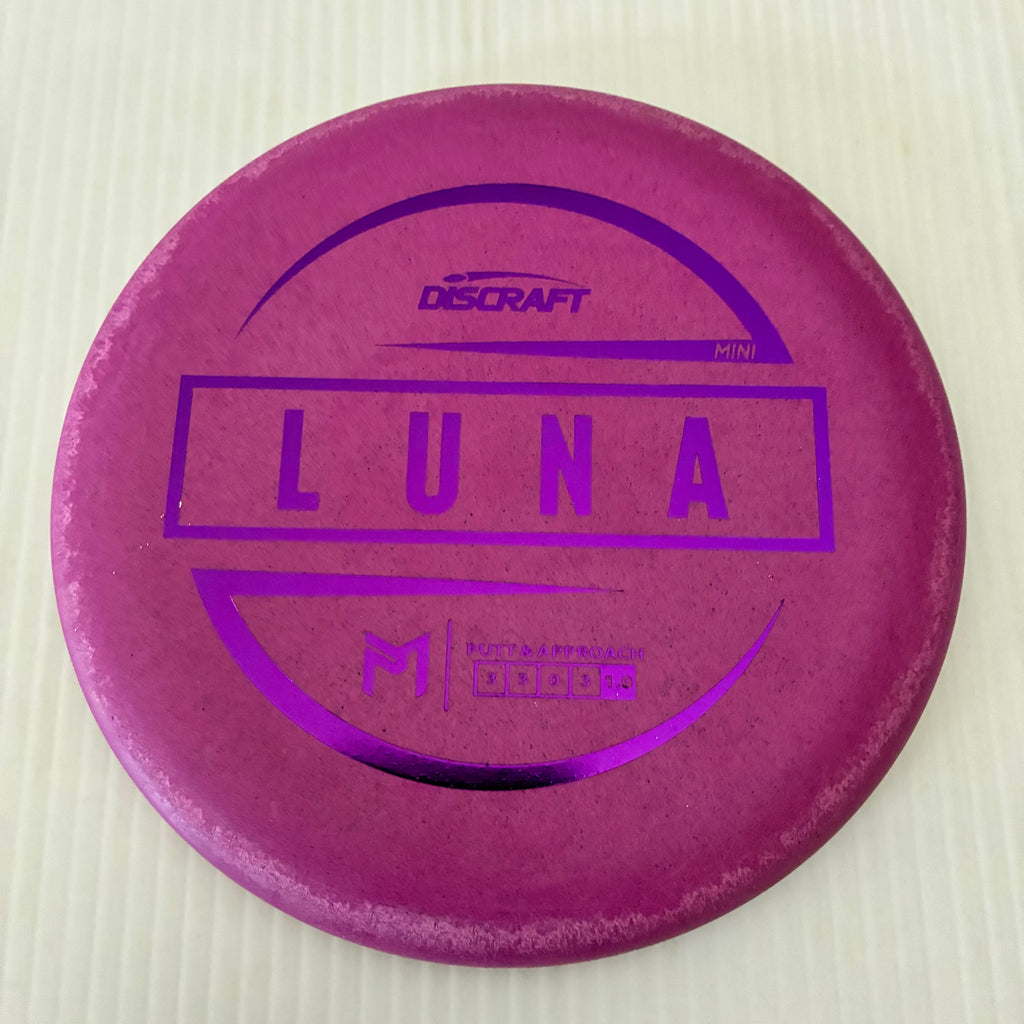 DISCRAFT
MINI
LUNA
M
PUTT & APPROACH
3 3 0 3 1.0